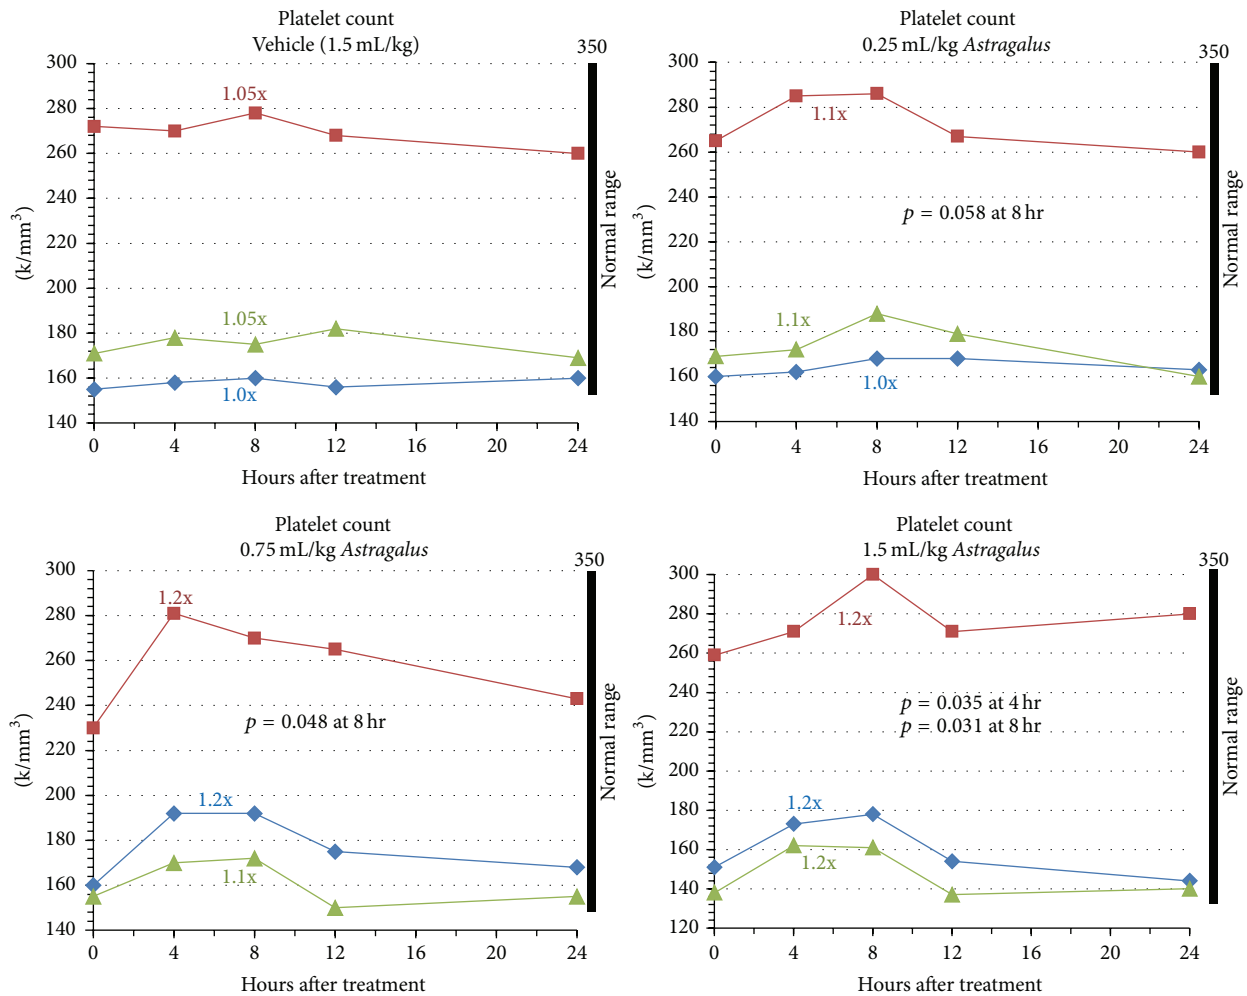 Platelet count
Vehicle (1.5 mL/kg)
350
300
280
260
240
220
200
180
160
140
(k/mm³)
1.05x
1.05x
1.0x
Normal range
0 4 8 12 16 20 24
Hours after treatment
Platelet count
0.25 mL/kg Astragalus
350
300
280
260
240
220
200
180
160
140
(k/mm³)
1.1x
p = 0.058 at 8 hr
1.1x
1.0x
Normal range
0 4 8 12 16 20 24
Hours after treatment
Platelet count
0.75 mL/kg Astragalus
350
300
280
260
240
220
200
180
160
140
(k/mm³)
1.2x
p = 0.048 at 8 hr
1.2x
1.1x
Normal range
0 4 8 12 16 20 24
Hours after treatment
Platelet count
1.5 mL/kg Astragalus
350
300
280
260
240
220
200
180
160
140
120
(k/mm³)
1.2x
p = 0.035 at 4 hr
p = 0.031 at 8 hr
1.2x
1.2x
Normal range
0 4 8 12 16 20 24
Hours after treatment